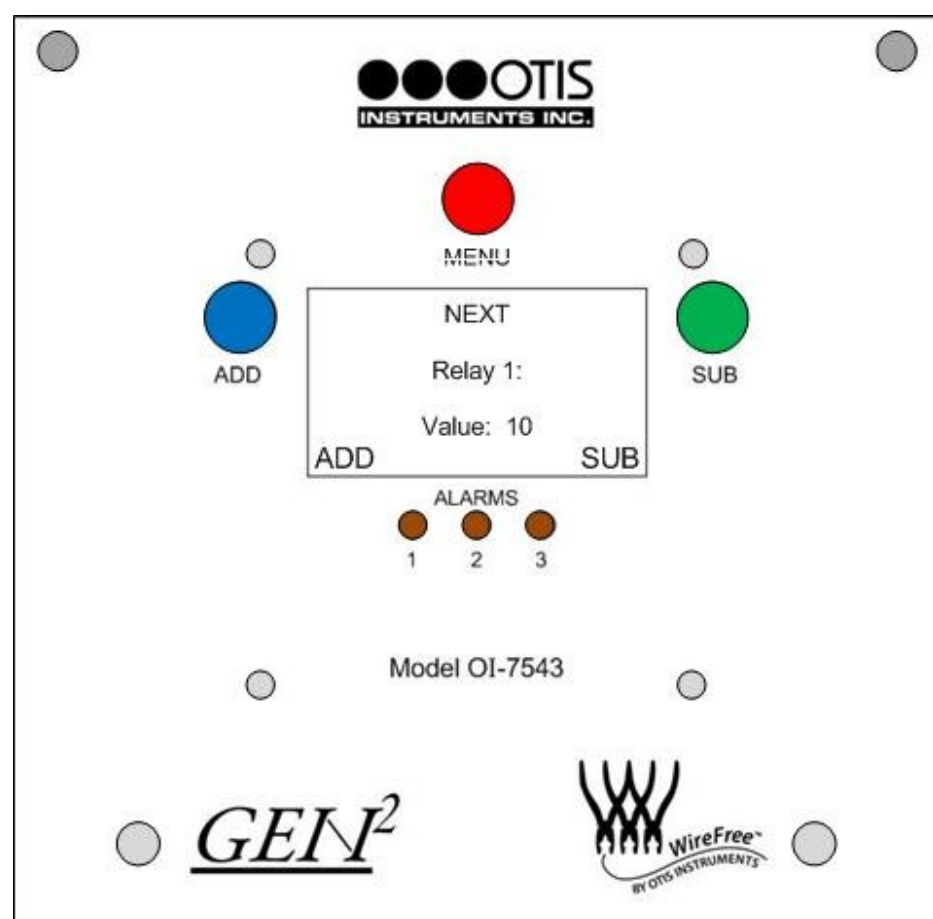 OTIS
INSTRUMENTS INC.
MENU
NEXT
ADD
Relay 1:
SUB
Value: 10
ADD SUB
ALARMS
1 2 3
Model OI-7543
GEN²
WireFree™
BY OTIS INSTRUMENTS